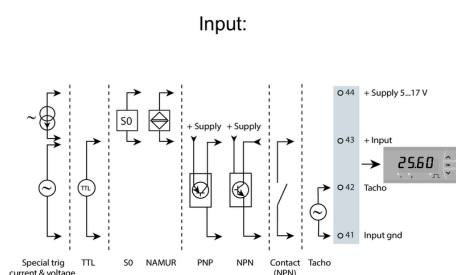 Input:
44 + Supply 5...17 V
S0
+ Supply + Supply
43 + Input
25.60
TTL
42 Tacho
41 Input gnd
Special trig
current & voltage
TTL
S0
NAMUR
PNP
NPN
Contact
(NPN)
Tacho